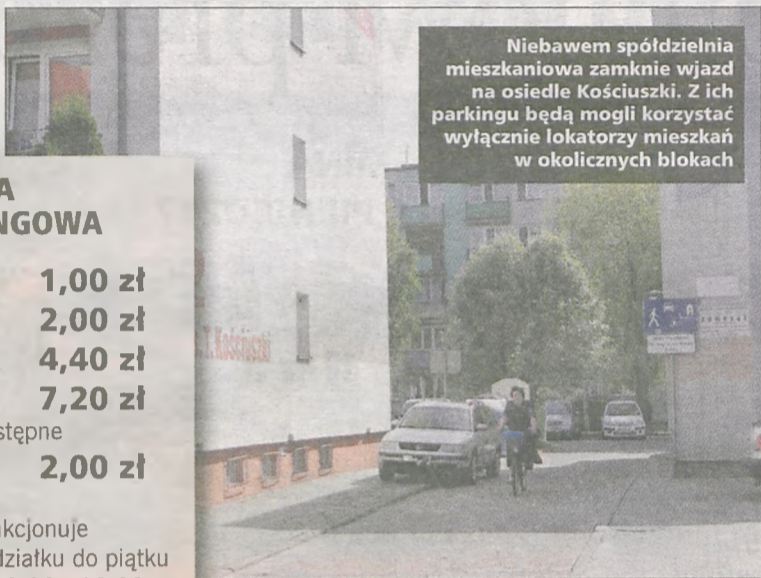 Niebawem spółdzielnia
mieszkaniowa zamknie wjazd
na osiedle Kościuszki. Z ich
parkingu będą mogli korzystać
wyłącznie lokatorzy mieszkań
w okolicznych blokach
A
NGOWA
1,00 zł
2,00 zł
4,40 zł
7,20 zł
stępne
2,00 zł
nkcjonuje
działku do piątku
.T.Kościuszki